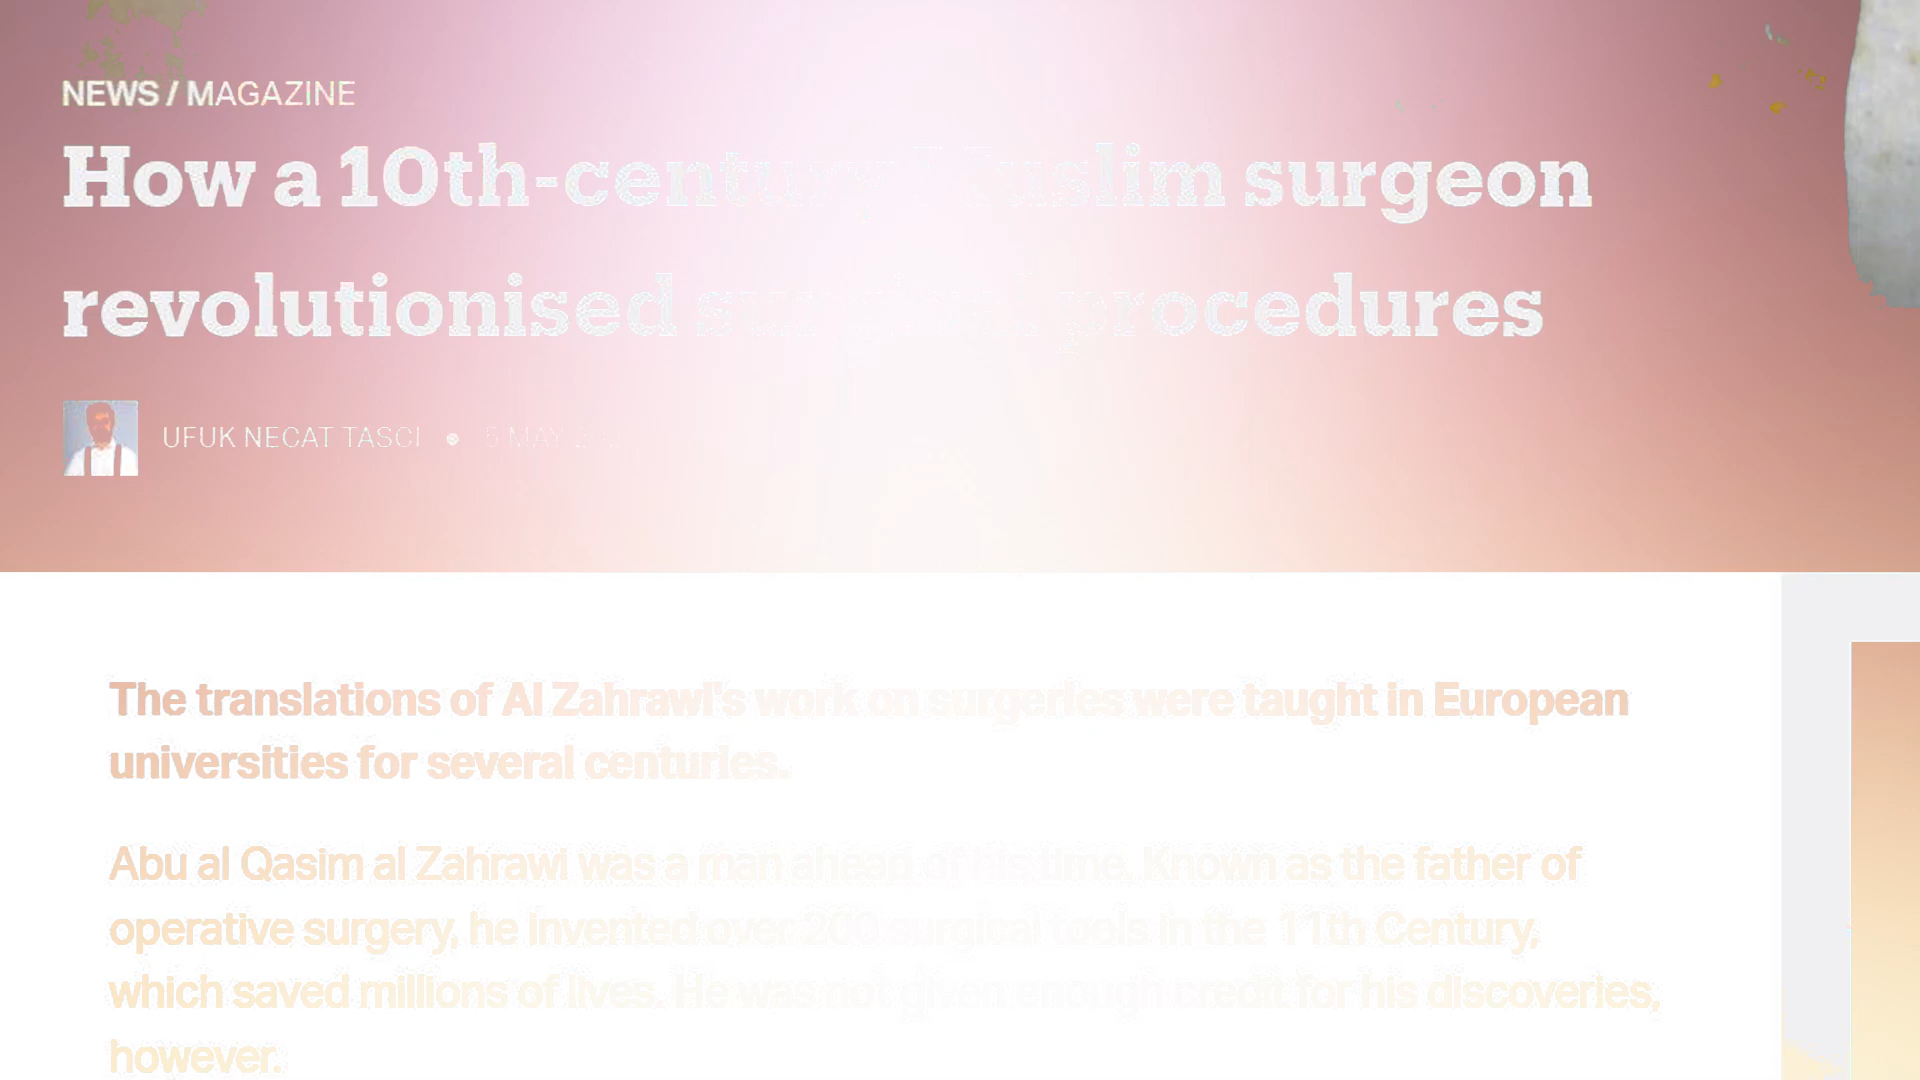 NEWS / MAGAZINE
How a 10th-century Muslim surgeon
revolutionised surgical procedures
UFUK NECAT TASCI • 5 MAY
The translations of Al Zahrawi's work on surgeries were taught in European
universities for several centuries.
Abu al Qasim al Zahrawi was a man ahead of his time. Known as the father of
operative surgery, he invented over 200 surgical tools in the 11th Century,
which saved millions of lives. He was not given enough credit for his discoveries,
however.